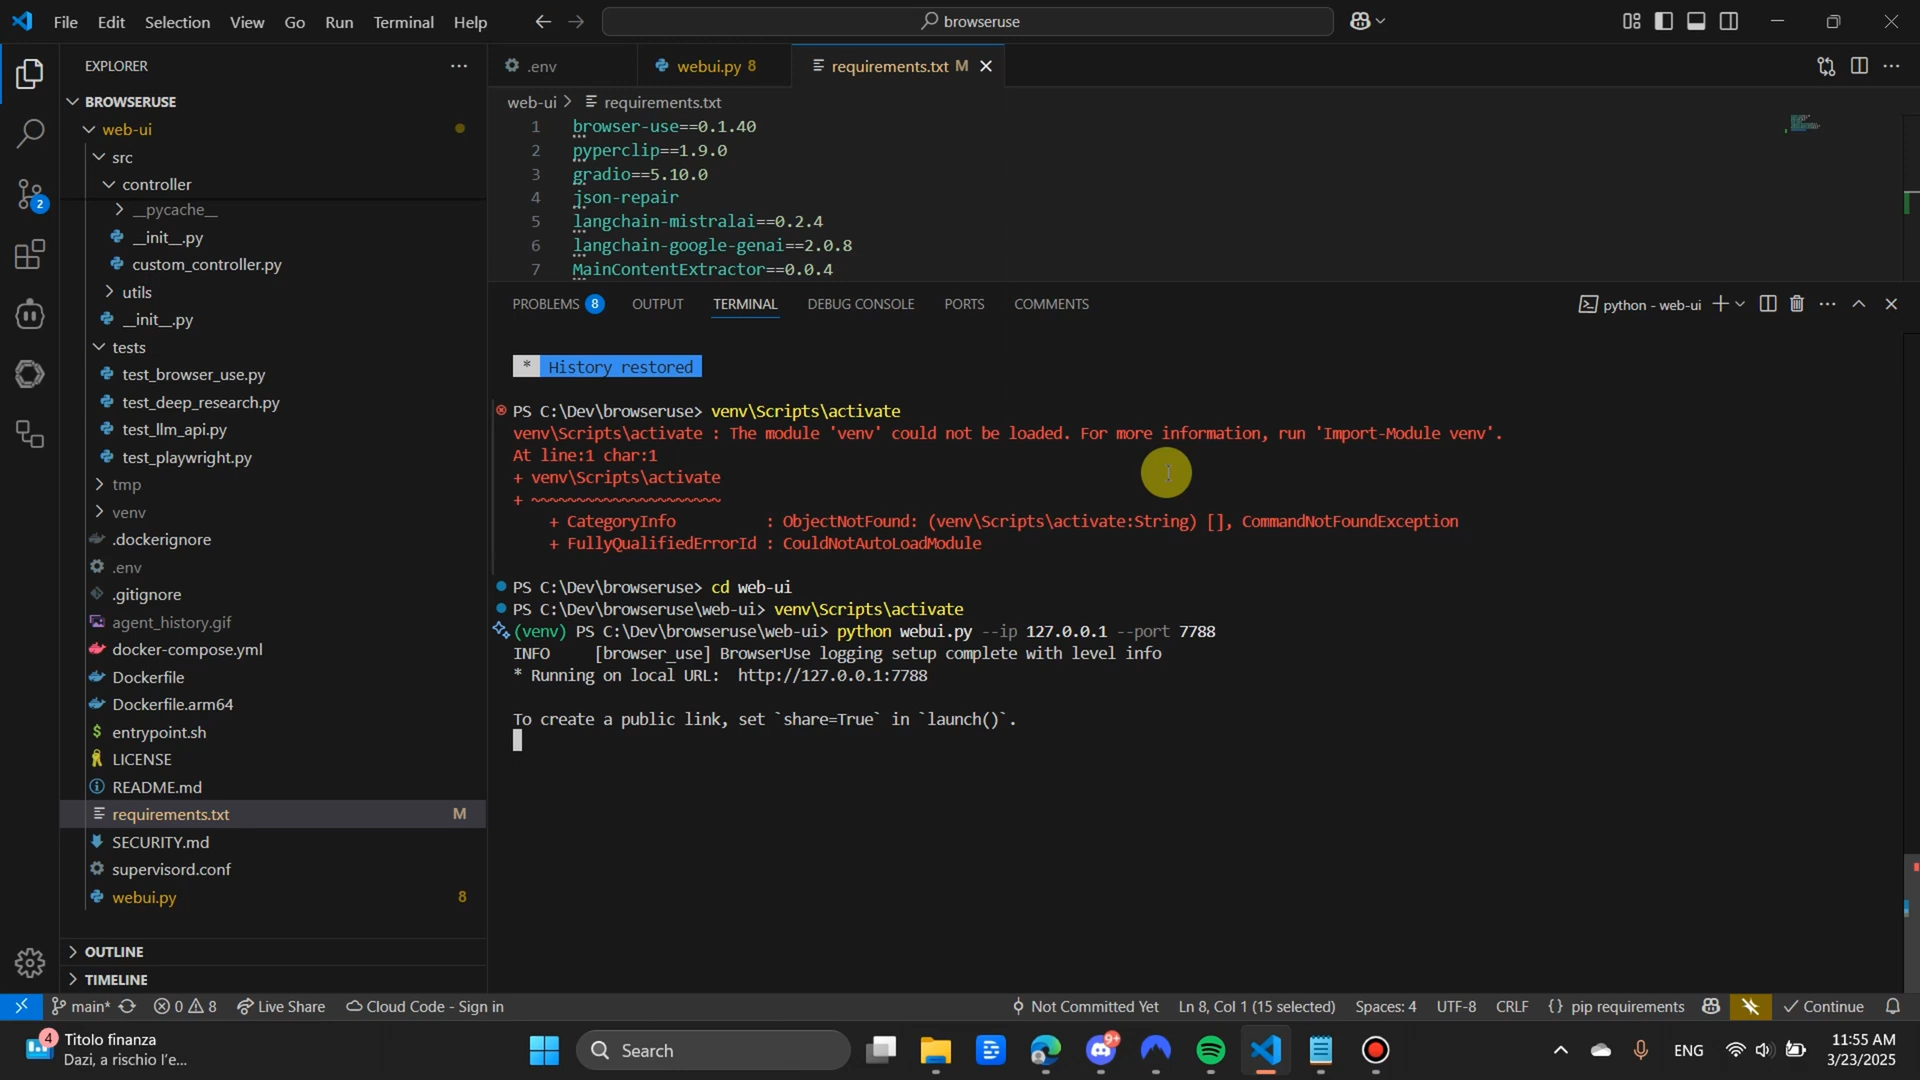 File Edit Selection View Go Run Terminal Help
browseruse
EXPLORER
BROWSERUSE
web-ui
src
controller
__pycache__
__init__.py
custom_controller.py
utils
__init__.py
tests
test_browser_use.py
test_deep_research.py
test_llm_api.py
test_playwright.py
tmp
venv
.dockerignore
.env
.gitignore
agent_history.gif
docker-compose.yml
Dockerfile
Dockerfile.arm64
entrypoint.sh
LICENSE
README.md
requirements.txt M
SECURITY.md
supervisord.conf
webui.py 8
OUTLINE
TIMELINE
2
.env
webui.py 8
requirements.txt M
web-ui > requirements.txt
1 browser-use==0.1.40
2 pyperclip==1.9.0
3 gradio==5.10.0
4 json-repair
5 langchain-mistralai==0.2.4
6 langchain-google-genai==2.0.8
7 MainContentExtractor==0.0.4
PROBLEMS 8 OUTPUT TERMINAL DEBUG CONSOLE PORTS COMMENTS
python - web-ui
* History restored
PS C:\Dev\browseruse> venv\Scripts\activate
venv\Scripts\activate : The module 'venv' could not be loaded. For more information, run 'Import-Module venv'.
At line:1 char:1
+ venv\Scripts\activate
+ ~~~~~~~~~~~~~~~~~~~~~
+ CategoryInfo : ObjectNotFound: (venv\Scripts\activate:String) [], CommandNotFoundException
+ FullyQualifiedErrorId : CouldNotAutoLoadModule
PS C:\Dev\browseruse> cd web-ui
PS C:\Dev\browseruse\web-ui> venv\Scripts\activate
(venv) PS C:\Dev\browseruse\web-ui> python webui.py --ip 127.0.0.1 --port 7788
INFO [browser_use] BrowserUse logging setup complete with level info
* Running on local URL: http://127.0.0.1:7788
To create a public link, set `share=True` in `launch()`.
main* 0 8 Live Share Cloud Code - Sign in
Not Committed Yet Ln 8, Col 1 (15 selected) Spaces: 4 UTF-8 CRLF {} pip requirements Continue
4 Titolo finanza
Dazi, a rischio l'e...
Search
9+
ENG
11:55 AM
3/23/2025